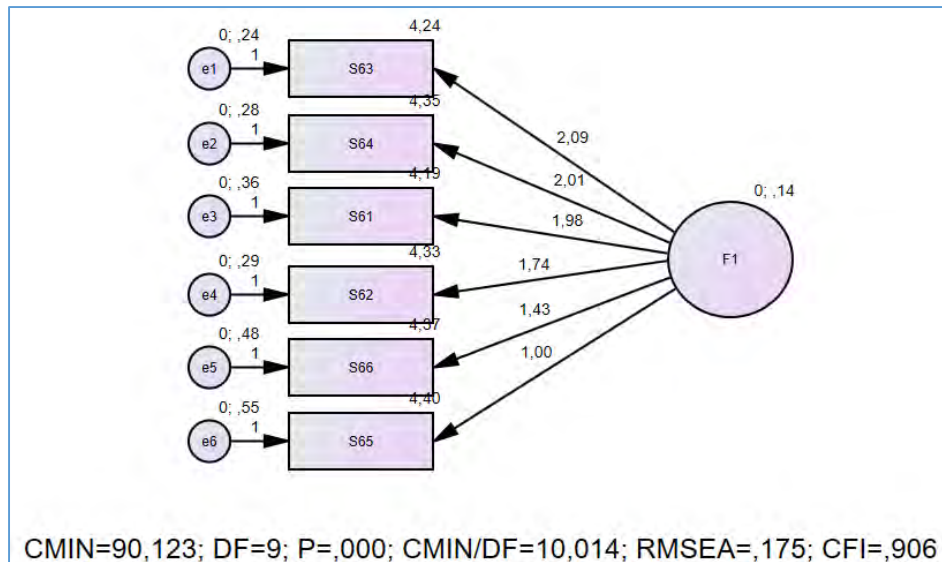 4,24
0; ,24
1
e1
S63
4,35
0; ,28
1
e2
S64
2,09
4,19
0; ,36
1
e3
S61
2,01
0; ,14
1,98
F1
4,33
0; ,29
1
e4
S62
1,74
4,37
0; ,48
1
e5
S66
1,43
4,40
0; ,55
1
e6
S65
1,00
CMIN=90,123; DF=9; P=,000; CMIN/DF=10,014; RMSEA=,175; CFI=,906